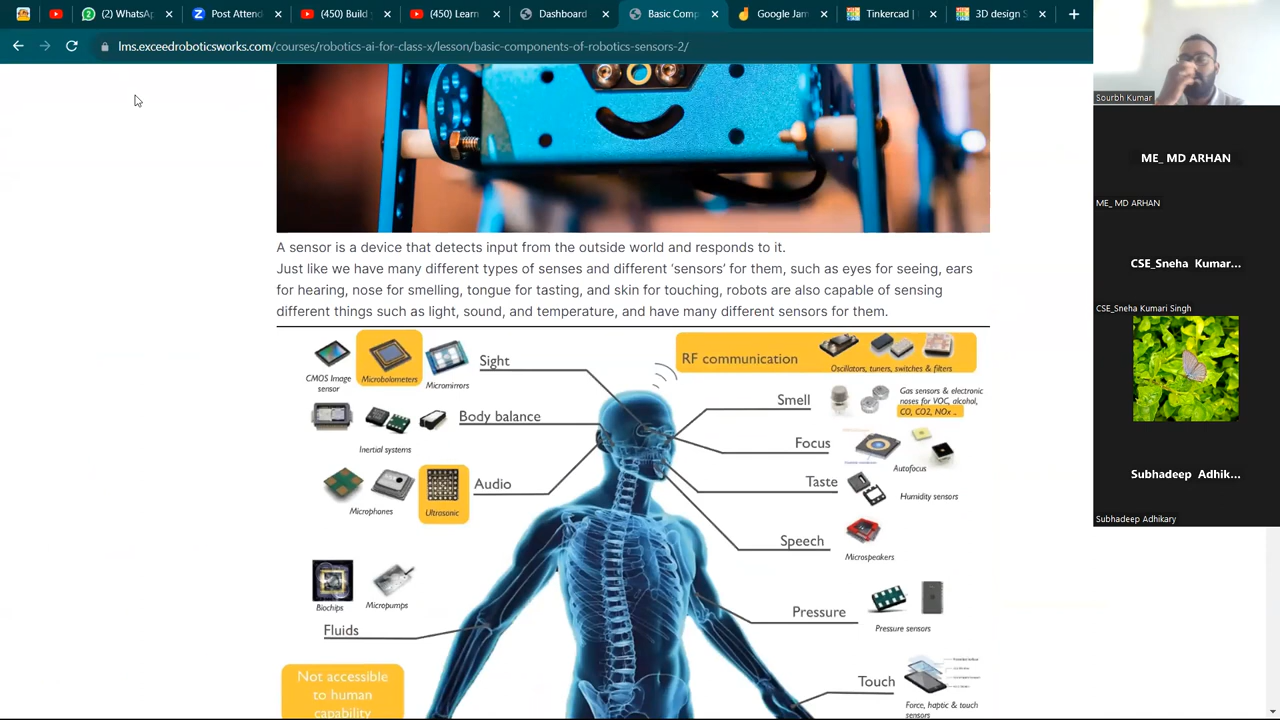 (2) WhatsA
Post Attend
(450) Build
(450) Learn
Dashboard
Basic Comp
Google Jam
Tinkercad |
3D design S
lms.exceedroboticsworks.com/courses/robotics-ai-for-class-x/lesson/basic-components-of-robotics-sensors-2/
Sourbh Kumar
ME_ MD ARHAN
ME_ MD ARHAN
CSE_Sneha Kumar...
CSE_Sneha Kumari Singh
Subhadeep Adhik...
Subhadeep Adhikary
A sensor is a device that detects input from the outside world and responds to it.
Just like we have many different types of senses and different ‘sensors’ for them, such as eyes for seeing, ears
for hearing, nose for smelling, tongue for tasting, and skin for touching, robots are also capable of sensing
different things such as light, sond, and temperature, and have many different sensors for them.
CMOS Image
sensor
Microbolometers
Micromirrors
Sight
RF communication
Oscillators, tuners, switches & filters
Body balance
Inertial systems
Smell
Gas sensors & electronic
noses for VOC, alcohol,
CO, CO2, NOx ..
Focus
Autofocus
Audio
Microphones
Ultrasonic
Taste
Humidity sensors
Speech
Microspeakers
Biochips
Micropumps
Fluids
Pressure
Pressure sensors
Not accessible
to human
capability
Touch
Force, haptic & touch
sensors